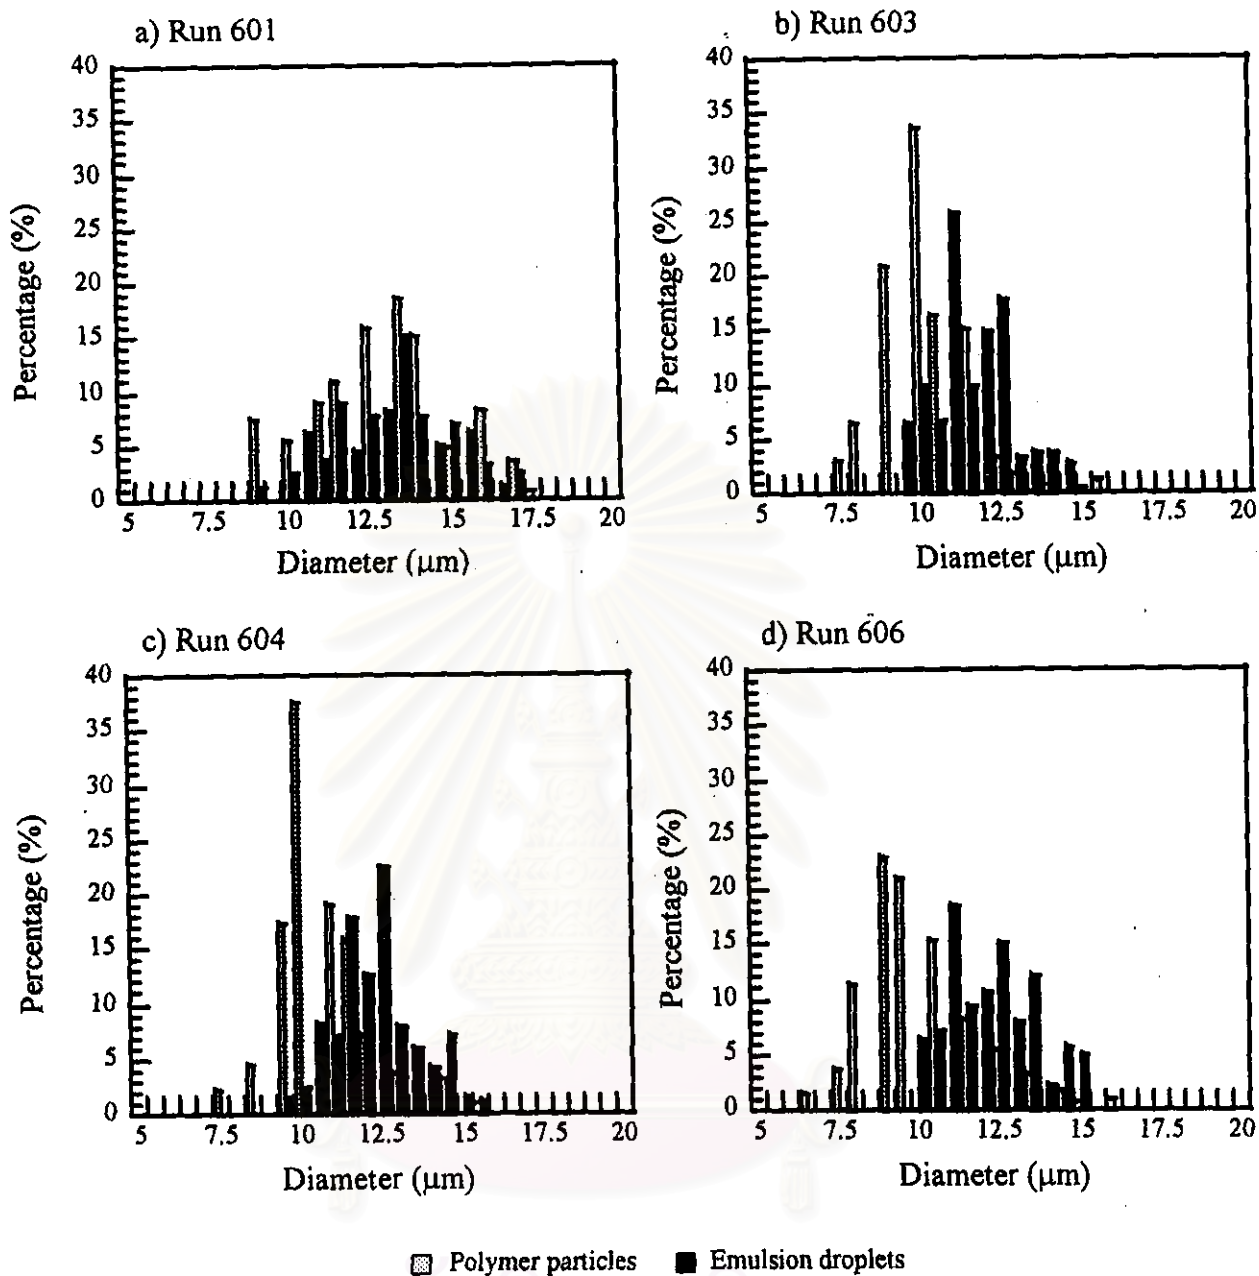 a) Run 601
40
35
30
25
20
15
10
5
0
Percentage (%)
5 7.5 10 12.5 15 17.5 20
Diameter (μm)
b) Run 603
40
35
30
25
20
15
10
5
0
Percentage (%)
5 7.5 10 12.5 15 17.5 20
Diameter (μm)
c) Run 604
40
35
30
25
20
15
10
5
0
Percentage (%)
5 7.5 10 12.5 15 17.5 20
Diameter (μm)
d) Run 606
40
35
30
25
20
15
10
5
0
Percentage (%)
5 7.5 10 12.5 15 17.5 20
Diameter (μm)
Polymer particles Emulsion droplets